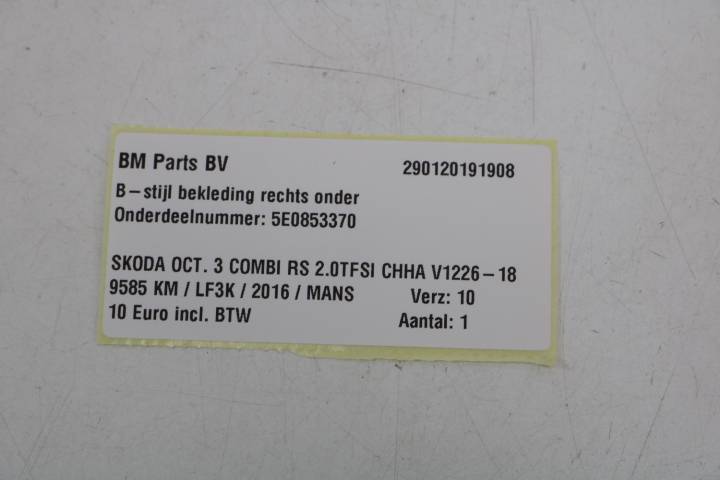 BM Parts BV 290120191908
B-stijl bekleding rechts onder
Onderdeelnummer: 5E0853370
SKODA OCT. 3 COMBI RS 2.0TFSI CHHA V1226-18
9585 KM / LF3K / 2016 / MANS Verz: 10
10 Euro incl. BTW Aantal: 1